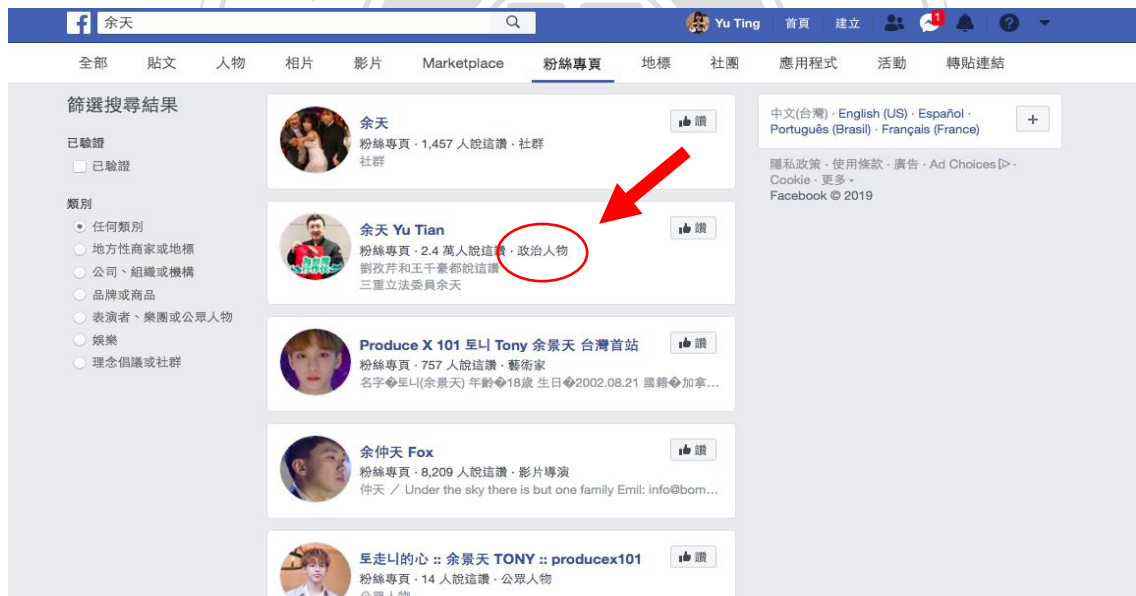 余天
Yu Ting 首頁 建立 1
全部 貼文 人物 相片 影片 Marketplace 粉絲專頁 地標 社團 應用程式 活動 轉貼連結
篩選搜尋結果
已驗證
已驗證
類別
任何類別
地方性商家或地標
公司、組織或機構
品牌或商品
表演者、樂團或公眾人物
娛樂
理念倡議或社群
余天
粉絲專頁 · 1,457 人說這讚 · 社群
社群
讚
余天 Yu Tian
粉絲專頁 · 2.4 萬人說這讚 · 政治人物
劉孜芹和王千豪都說這讚
三重立法委員余天
讚
Produce X 101 토니 Tony 余景天 台灣首站
粉絲專頁 · 757 人說這讚 · 藝術家
名字�토니(余景天) 年齡�18歲 生日�2002.08.21 國籍�加拿...
讚
余仲天 Fox
粉絲專頁 · 8,209 人說這讚 · 影片導演
仲天 ／ Under the sky there is but one family Emil: info@born...
讚
토走니的心 :: 余景天 TONY :: producex101
粉絲專頁 · 14 人說這讚 · 公眾人物
公眾人物
讚
中文(台灣) · English (US) · Español ·
Português (Brasil) · Français (France)
隱私政策 · 使用條款 · 廣告 · Ad Choices ·
Cookie · 更多
Facebook © 2019